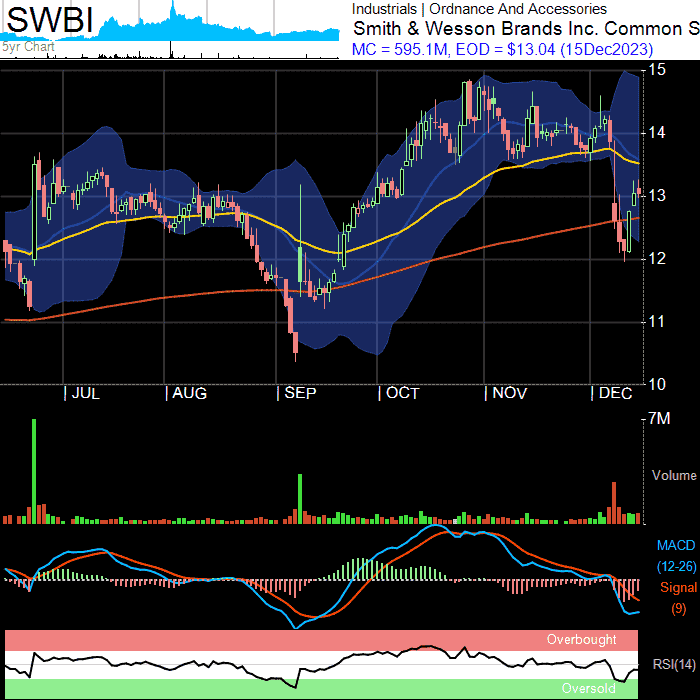 SWBI
5yr Chart
Industrials | Ordnance And Accessories
Smith & Wesson Brands Inc. Common S
MC = 595.1M, EOD = $13.04 (15Dec2023)
15
14
13
12
11
10
| JUL | AUG | SEP | OCT | NOV | DEC
7M
Volume
MACD
(12-26)
Signal
(9)
Overbought
RSI(14)
Oversold